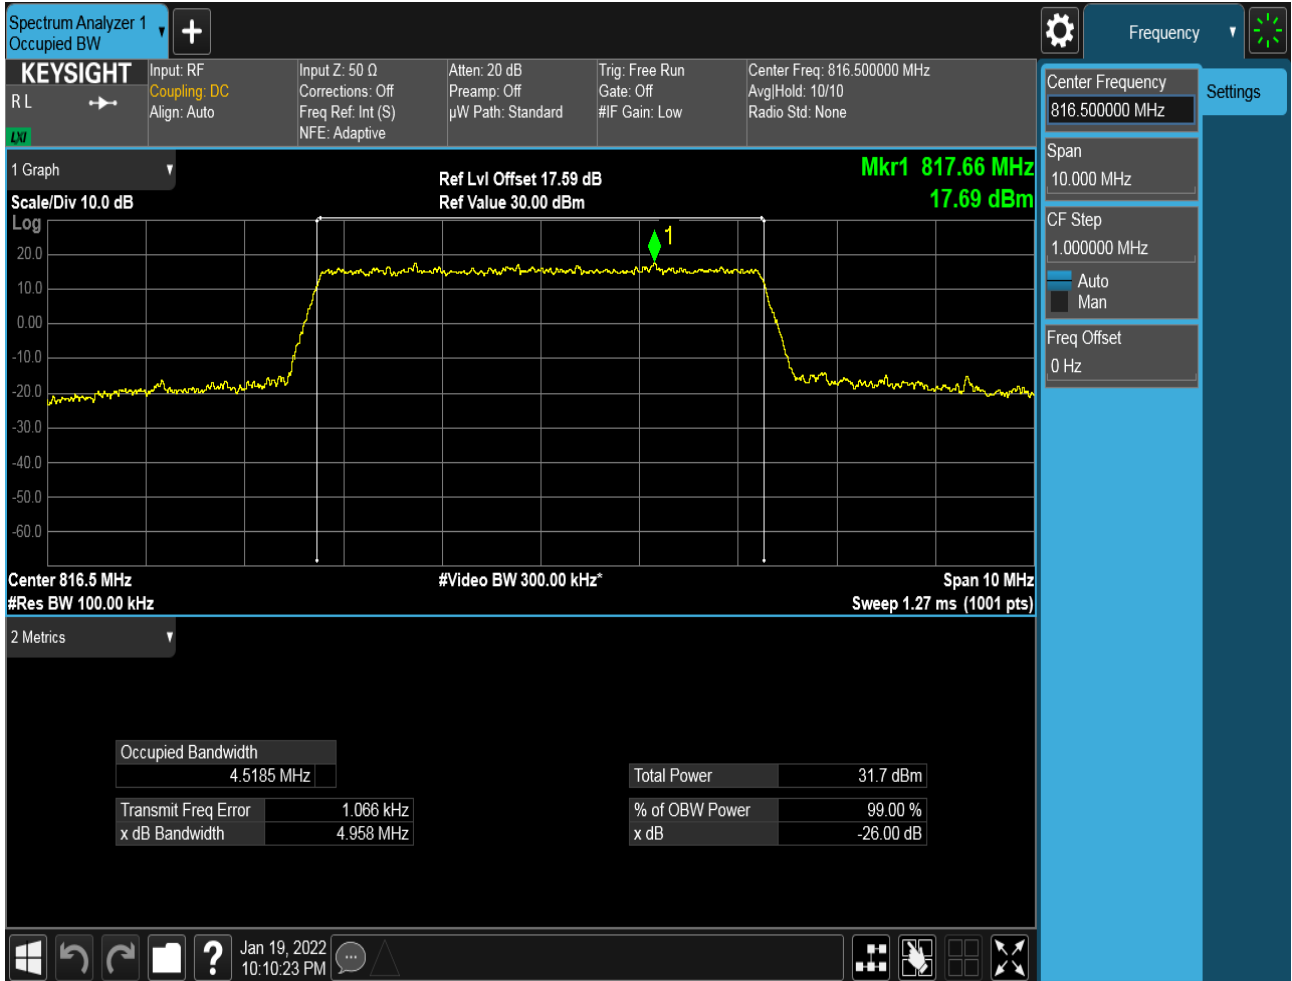 Spectrum Analyzer 1
Occupied BW
+
Frequency
KEYSIGHT
R L
LXI
Input: RF
Coupling: DC
Align: Auto
Input Z: 50 Ω
Corrections: Off
Freq Ref: Int (S)
NFE: Adaptive
Atten: 20 dB
Preamp: Off
µW Path: Standard
Trig: Free Run
Gate: Off
#IF Gain: Low
Center Freq: 816.500000 MHz
Avg|Hold: 10/10
Radio Std: None
Center Frequency
816.500000 MHz
Settings
Span
10.000 MHz
CF Step
1.000000 MHz
Auto
Man
Freq Offset
0 Hz
1 Graph
Scale/Div 10.0 dB
Ref Lvl Offset 17.59 dB
Ref Value 30.00 dBm
Mkr1 817.66 MHz
17.69 dBm
Log
1
20.0
10.0
0.00
-10.0
-20.0
-30.0
-40.0
-50.0
-60.0
Center 816.5 MHz
#Res BW 100.00 kHz
#Video BW 300.00 kHz*
Span 10 MHz
Sweep 1.27 ms (1001 pts)
2 Metrics
Occupied Bandwidth
4.5185 MHz
Transmit Freq Error 1.066 kHz
x dB Bandwidth 4.958 MHz
Total Power 31.7 dBm
% of OBW Power 99.00 %
x dB -26.00 dB
?
Jan 19, 2022
10:10:23 PM